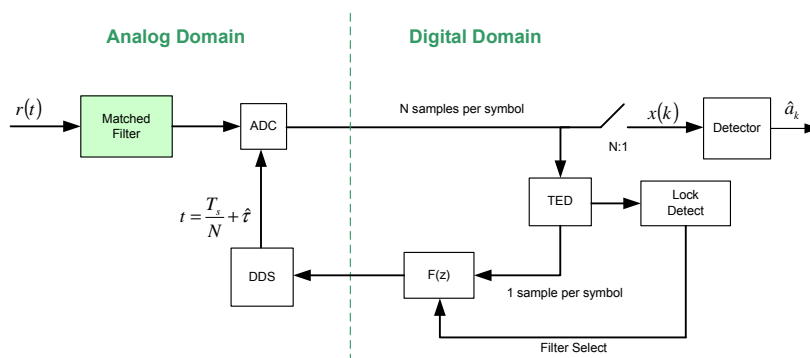 Analog Domain
Digital Domain
r(t)
Matched
Filter
ADC
N samples per symbol
N:1
x(k)
Detector
â_k
t = T_s/N + τ̂
TED
Lock
Detect
DDS
F(z)
1 sample per symbol
Filter Select